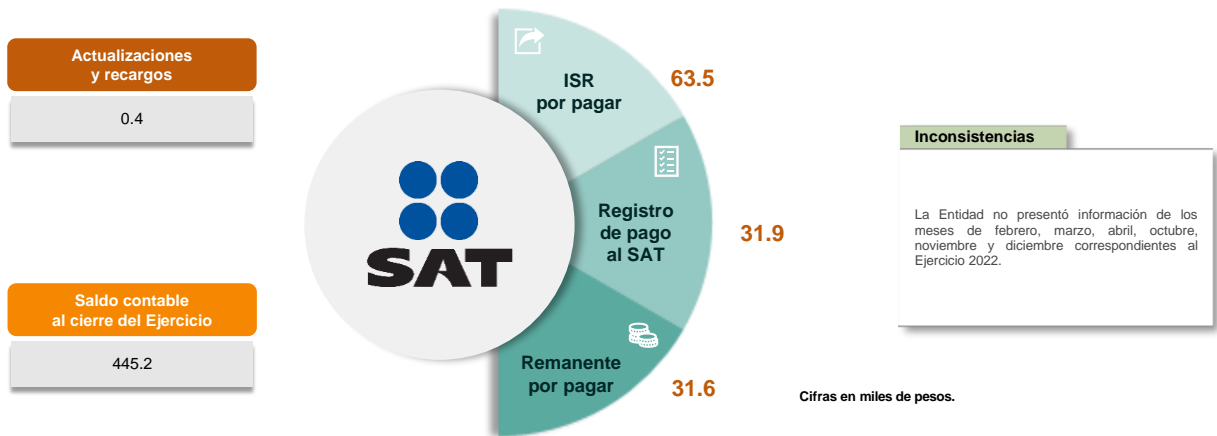 Actualizaciones
y recargos
0.4
Saldo contable
al cierre del Ejercicio
445.2
SAT
ISR
por pagar
63.5
Registro
de pago
al SAT
31.9
Remanente
por pagar
31.6
Inconsistencias
La Entidad no presentó información de los
meses de febrero, marzo, abril, octubre,
noviembre y diciembre correspondientes al
Ejercicio 2022.
Cifras en miles de pesos.